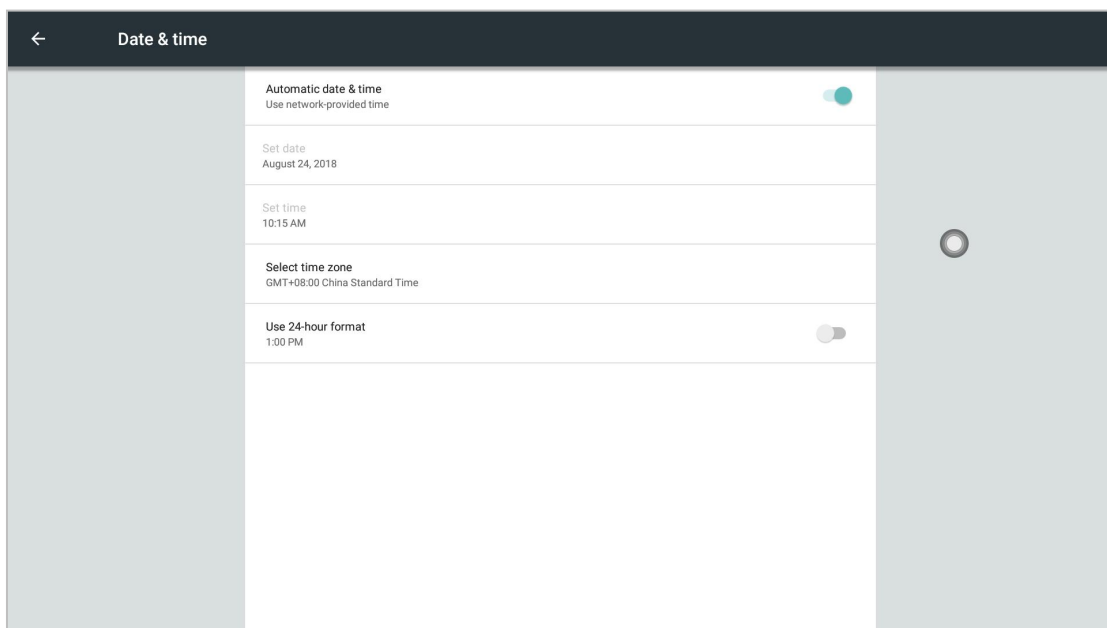 Date & time
Automatic date & time
Use network-provided time
Set date
August 24, 2018
Set time
10:15 AM
Select time zone
GMT+08:00 China Standard Time
Use 24-hour format
1:00 PM